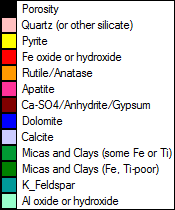 Porosity
Quartz (or other silicate)
Pyrite
Fe oxide or hydroxide
Rutile/Anatase
Apatite
Ca-SO4/Anhydrite/Gypsum
Dolomite
Calcite
Micas and Clays (some Fe or Ti)
Micas and Clays (Fe, Ti-poor)
K_Feldspar
Al oxide or hydroxide